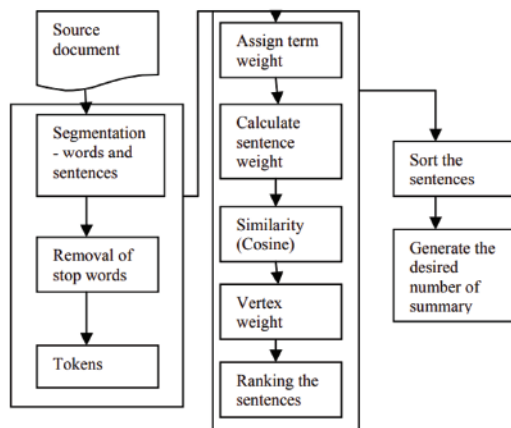 Source
document
Segmentation
- words and
sentences
Removal of
stop words
Tokens
Assign term
weight
Calculate
sentence
weight
Similarity
(Cosine)
Vertex
weight
Ranking the
sentences
Sort the
sentences
Generate the
desired
number of
summary